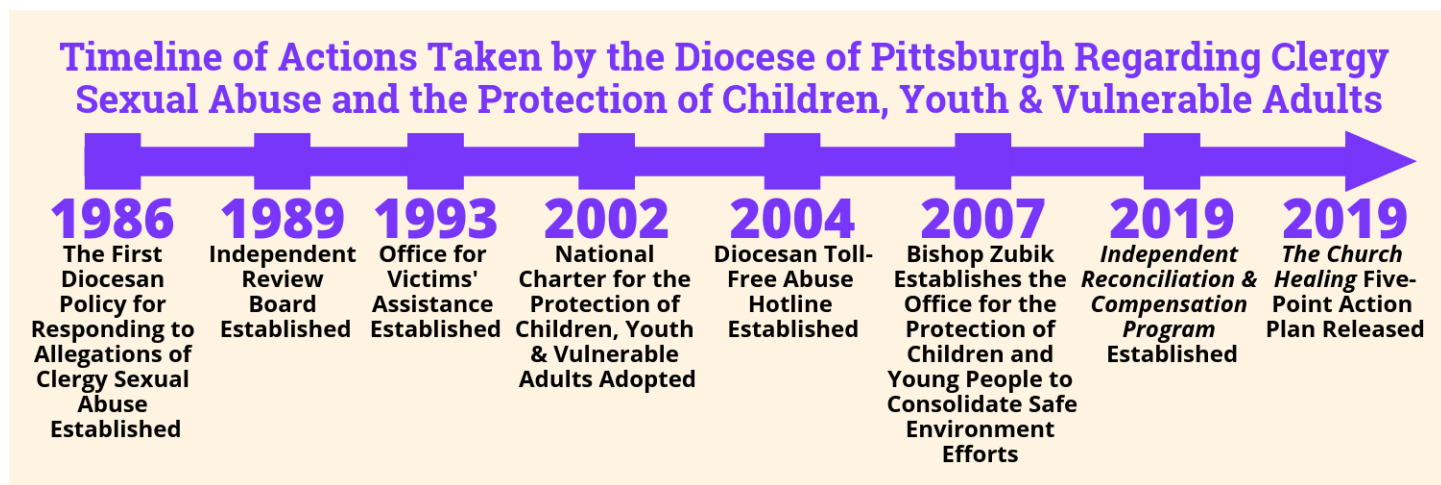 Timeline of Actions Taken by the Diocese of Pittsburgh Regarding Clergy
Sexual Abuse and the Protection of Children, Youth & Vulnerable Adults
1986
The First
Diocesan
Policy for
Responding to
Allegations of
Clergy Sexual
Abuse
Established
1989
Independent
Review
Board
Established
1993
Office for
Victims'
Assistance
Established
2002
National
Charter for the
Protection of
Children, Youth
& Vulnerable
Adults Adopted
2004
Diocesan Toll-
Free Abuse
Hotline
Established
2007
Bishop Zubik
Establishes the
Office for the
Protection of
Children and
Young People to
Consolidate Safe
Environment
Efforts
2019
Independent
Reconciliation &
Compensation
Program
Established
2019
The Church
Healing Five-
Point Action
Plan Released